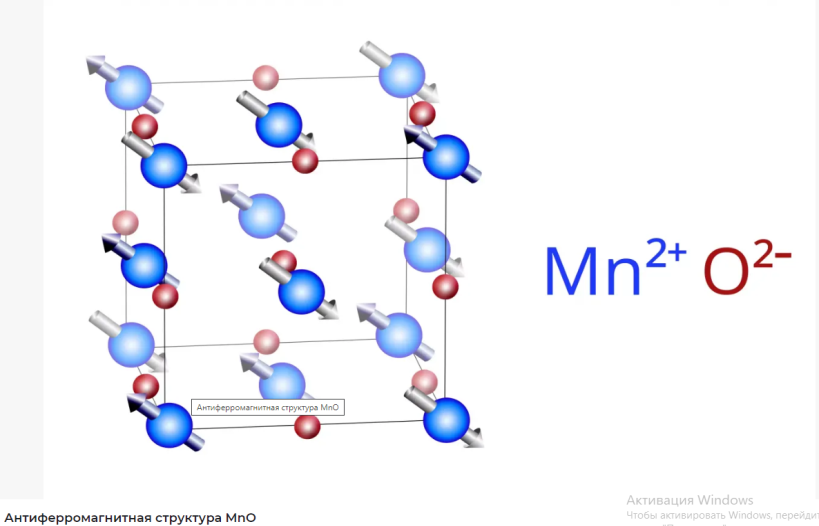 Mn²⁺ O²⁻
Антиферромагнитная структура MnO
Активация Windows
Чтобы активировать Windows, перейдит
Антиферромагнитная структура MnO